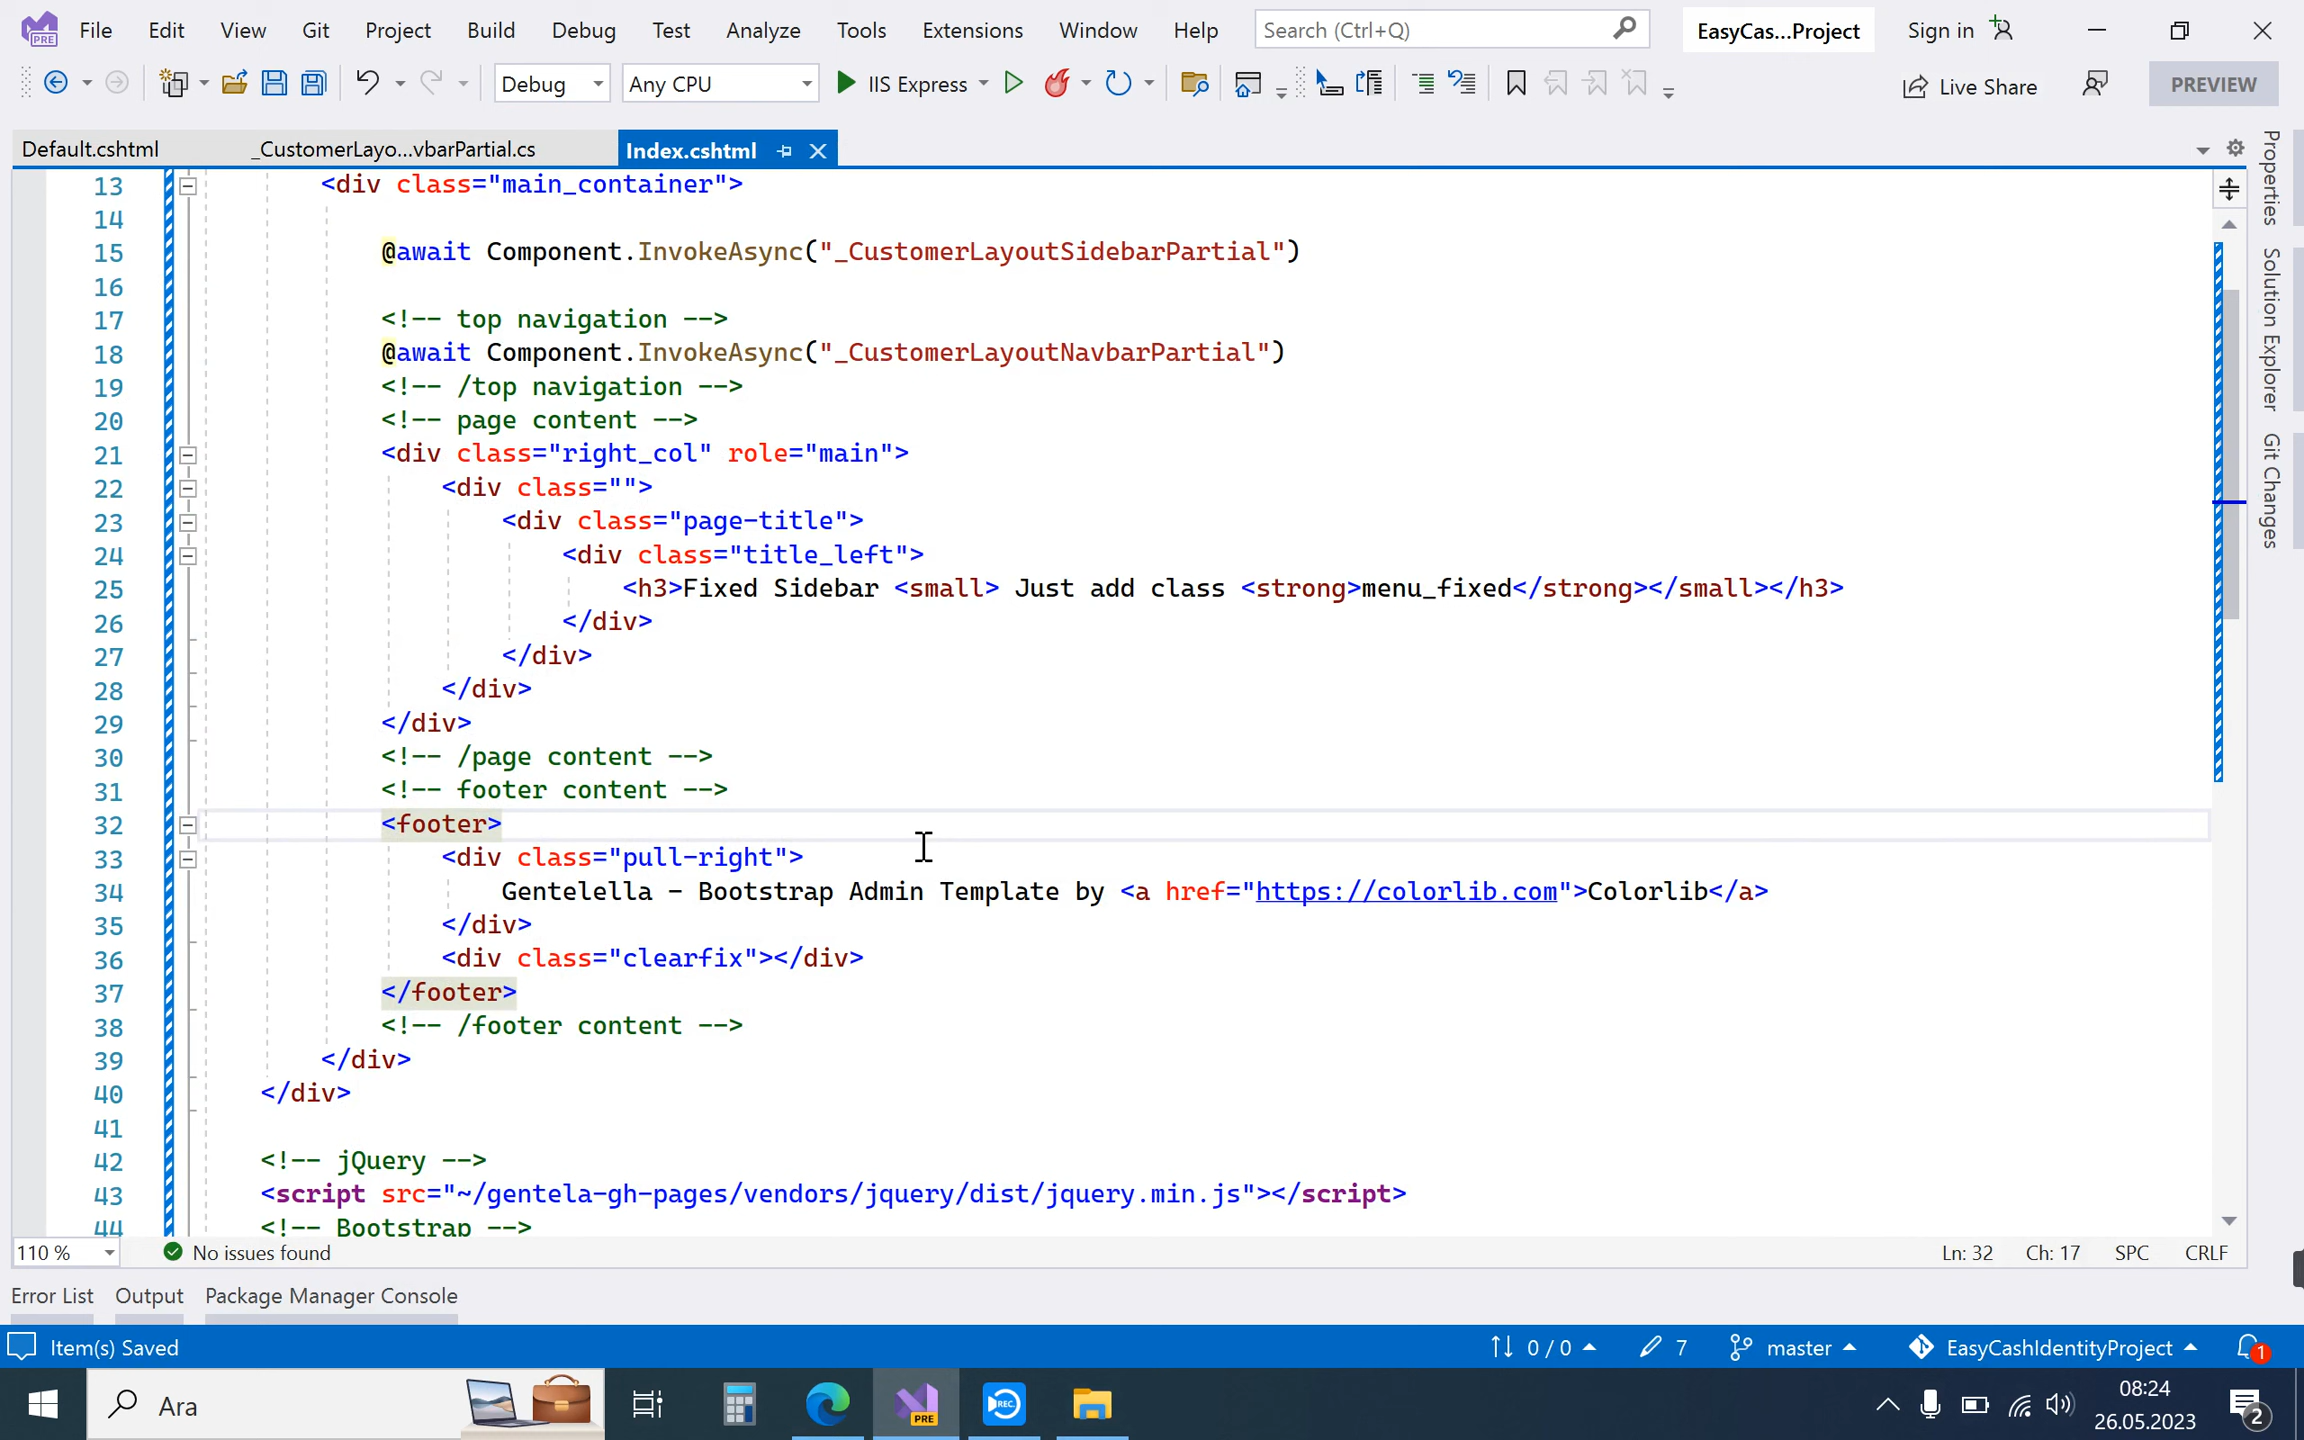 File Edit View Git Project Build Debug Test Analyze Tools Extensions Window Help Search (Ctrl+Q) EasyCas...Project Sign in
PRE
Debug Any CPU IIS Express Live Share PREVIEW
Default.cshtml _CustomerLayo...vbarPartial.cs Index.cshtml
13 <div class="main_container">
14
15 @await Component.InvokeAsync("_CustomerLayoutSidebarPartial")
16
17 <!-- top navigation -->
18 @await Component.InvokeAsync("_CustomerLayoutNavbarPartial")
19 <!-- /top navigation -->
20 <!-- page content -->
21 <div class="right_col" role="main">
22 <div class="">
23 <div class="page-title">
24 <div class="title_left">
25 <h3>Fixed Sidebar <small> Just add class <strong>menu_fixed</strong></small></h3>
26 </div>
27 </div>
28 </div>
29 </div>
30 <!-- /page content -->
31 <!-- footer content -->
32 <footer>
33 <div class="pull-right">
34 Gentelella - Bootstrap Admin Template by <a href="https://colorlib.com">Colorlib</a>
35 </div>
36 <div class="clearfix"></div>
37 </footer>
38 <!-- /footer content -->
39 </div>
40 </div>
41
42 <!-- jQuery -->
43 <script src="~/gentela-gh-pages/vendors/jquery/dist/jquery.min.js"></script>
44 <!-- Bootstrap -->
Properties
Solution Explorer
Git Changes
110 % No issues found Ln: 32 Ch: 17 SPC CRLF
Error List Output Package Manager Console
Item(s) Saved 0 / 0 7 master EasyCashIdentityProject 1
Ara PRE REC 08:24
26.05.2023 2